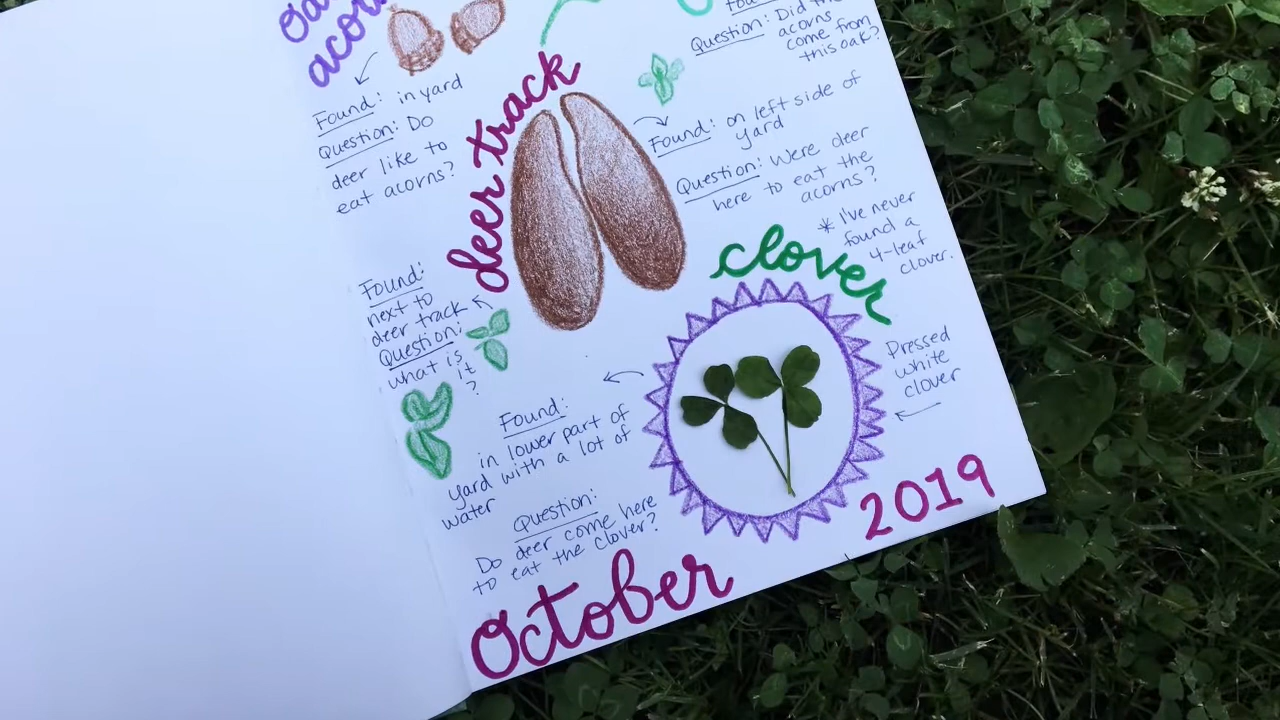 acorn
Found: in yard
Question: Do
deer like to
eat acorns?
Question: Did the
acorns
come from
this oak?
deer track
Found: on left side of
yard
Question: Were deer
here to eat the
acorns?
* I've never
found a
4-leaf
clover.
Found:
next to
deer track
Question:
what is
it
?
clover
Pressed
white
clover
Found:
in lower part of
yard with a lot of
water
Question:
Do deer come here
to eat the clover?
October 2019